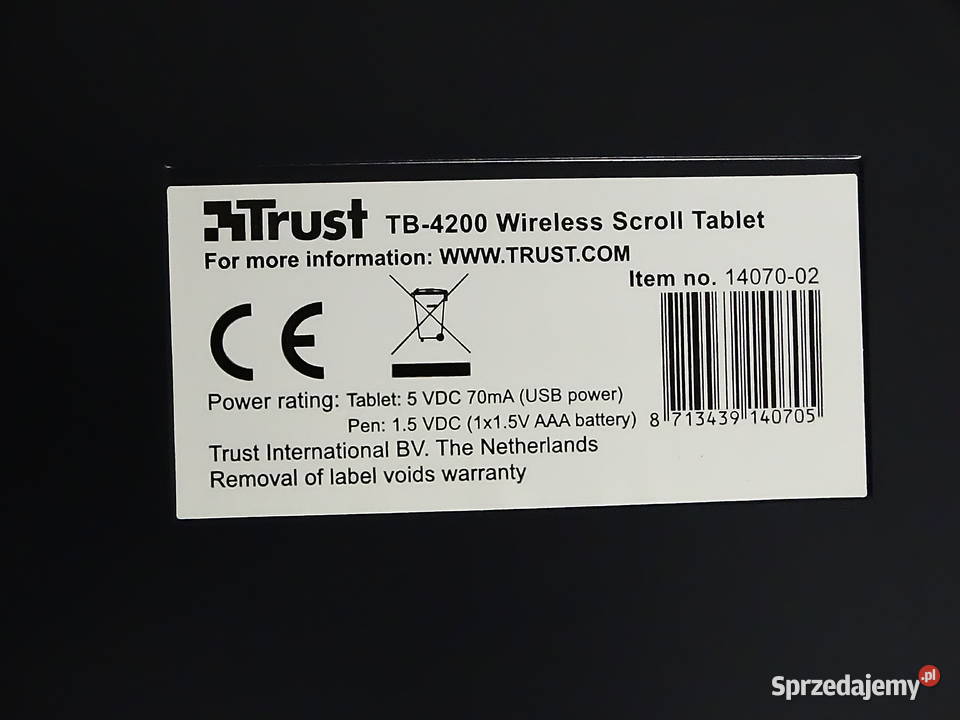 Trust TB-4200 Wireless Scroll Tablet
For more information: WWW.TRUST.COM
Item no. 14070-02
CE
Power rating: Tablet: 5 VDC 70mA (USB power)
Pen: 1.5 VDC (1x1.5V AAA battery)
8 713439 140705
Trust International BV. The Netherlands
Removal of label voids warranty
Sprzedajemy.pl